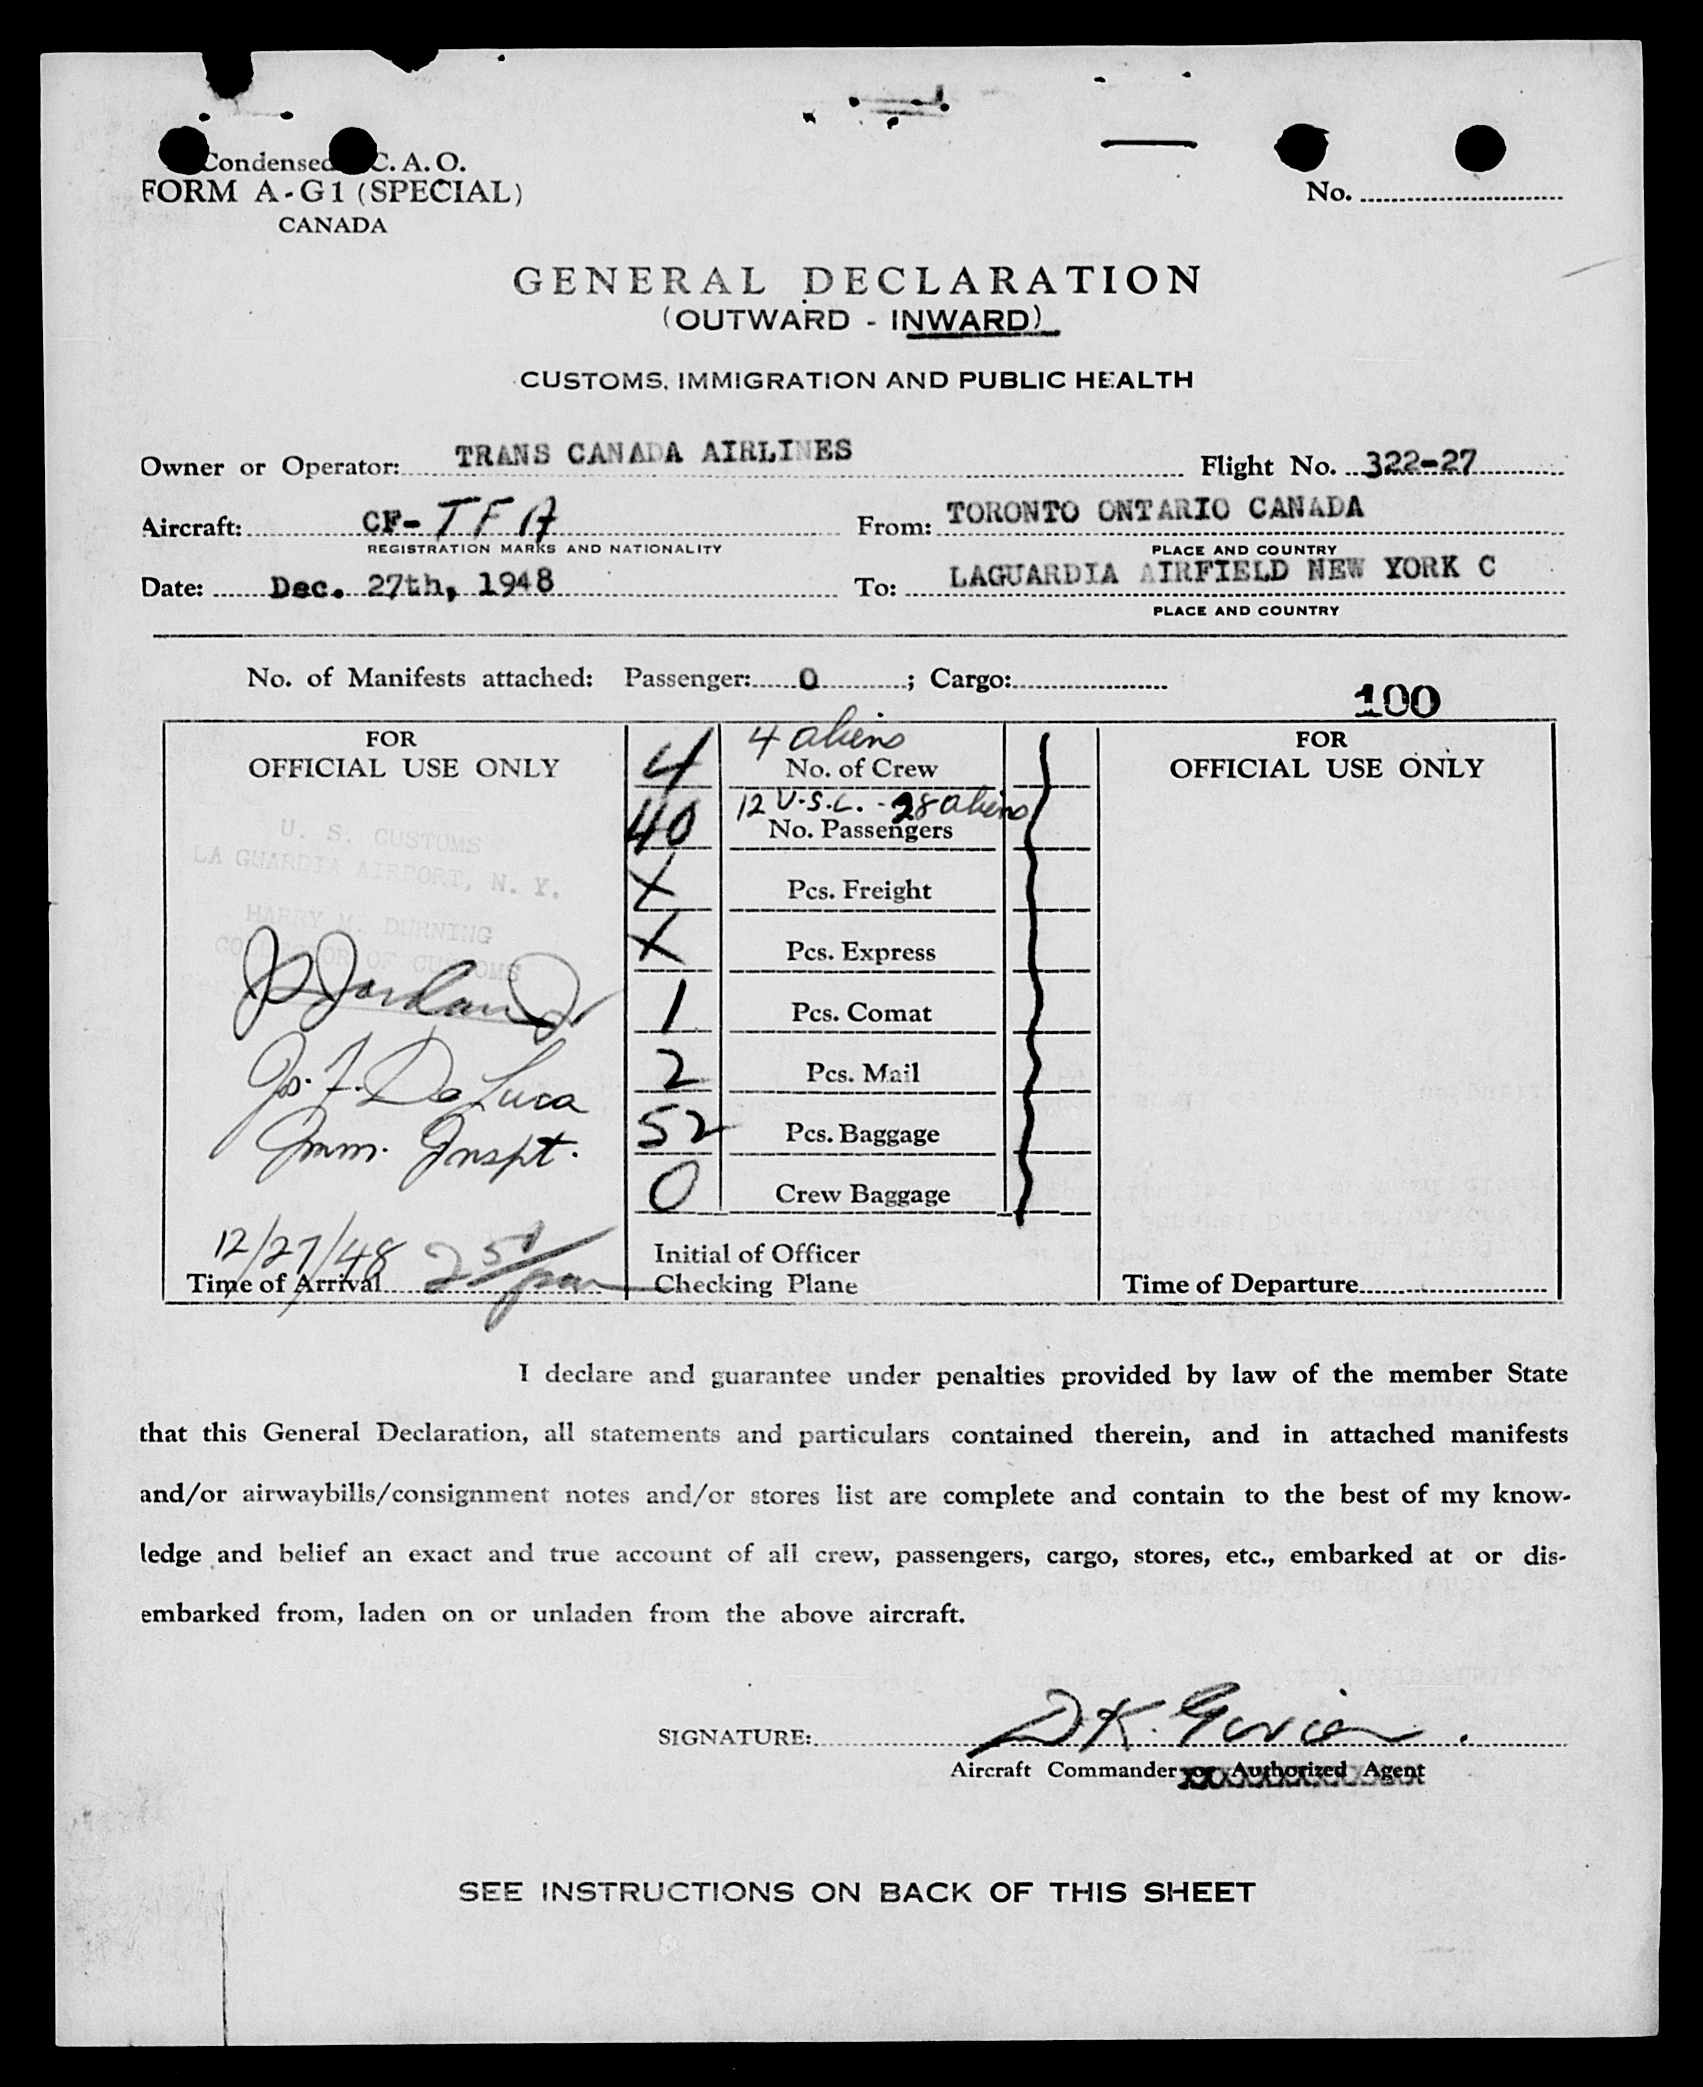 Condensed C. A. O.
FORM A-G1 (SPECIAL)
CANADA
No.
GENERAL DECLARATION
(OUTWARD - INWARD)
CUSTOMS, IMMIGRATION AND PUBLIC HEALTH
Owner or Operator: TRANS CANADA AIRLINES Flight No. 322-27
Aircraft: CF-TFA From: TORONTO ONTARIO CANADA
REGISTRATION MARKS AND NATIONALITY PLACE AND COUNTRY
Date: Dec. 27th, 1948 To: LAGUARDIA AIRFIELD NEW YORK C
PLACE AND COUNTRY
No. of Manifests attached: Passenger: 0; Cargo:
100
FOR
OFFICIAL USE ONLY
U. S. CUSTOMS
LA GUARDIA AIRPORT, N. Y.
HARRY M. DURNING
COLLECTOR OF CUSTOMS
Jos. F. De Luca
Imm. Inspt.
12/27/48
Time of Arrival 2 51 pm
4 aliens
4 No. of Crew
12 U.S.C. - 28 aliens
40 No. Passengers
X Pcs. Freight
X Pcs. Express
1 Pcs. Comat
2 Pcs. Mail
52 Pcs. Baggage
0 Crew Baggage
Initial of Officer
Checking Plane
FOR
OFFICIAL USE ONLY
Time of Departure
I declare and guarantee under penalties provided by law of the member State
that this General Declaration, all statements and particulars contained therein, and in attached manifests
and/or airwaybills/consignment notes and/or stores list are complete and contain to the best of my know-
ledge and belief an exact and true account of all crew, passengers, cargo, stores, etc., embarked at or dis-
embarked from, laden on or unladen from the above aircraft.
SIGNATURE: D K.
Aircraft Commander or Authorized Agent
SEE INSTRUCTIONS ON BACK OF THIS SHEET